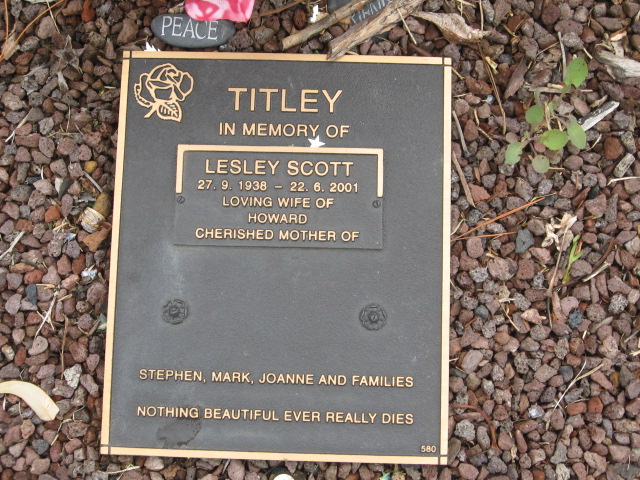 PEACE
TITLEY
IN MEMORY OF
LESLEY SCOTT
27. 9. 1938 – 22. 6. 2001
LOVING WIFE OF
HOWARD
CHERISHED MOTHER OF
STEPHEN, MARK, JOANNE AND FAMILIES
NOTHING BEAUTIFUL EVER REALLY DIES
580